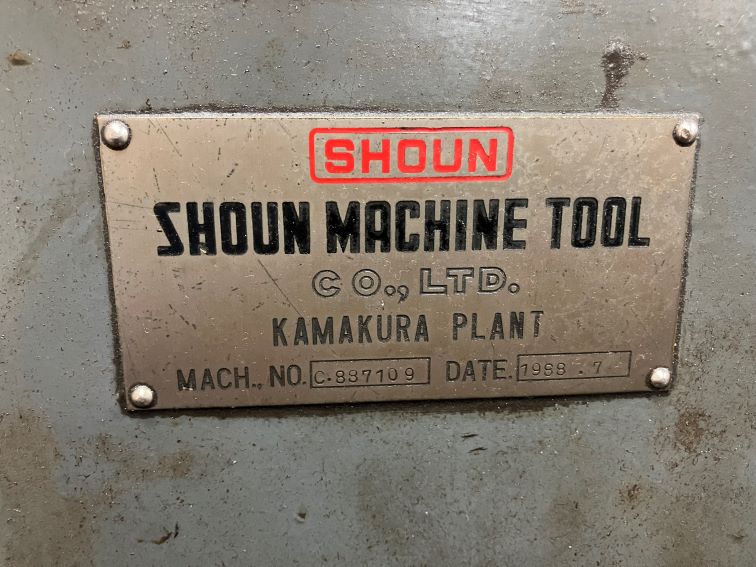 SHOUN
SHOUN MACHINE TOOL
CO., LTD.
KAMAKURA PLANT
MACH., NO. C-887109 DATE. 1988.7